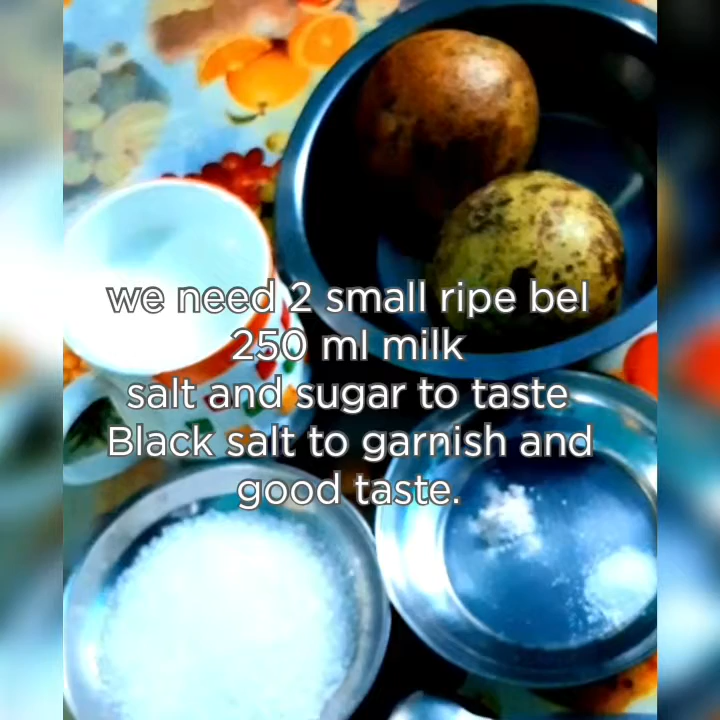 we need 2 small ripe bel
250 ml milk
salt and sugar to taste
Black salt to garnish and
good taste.